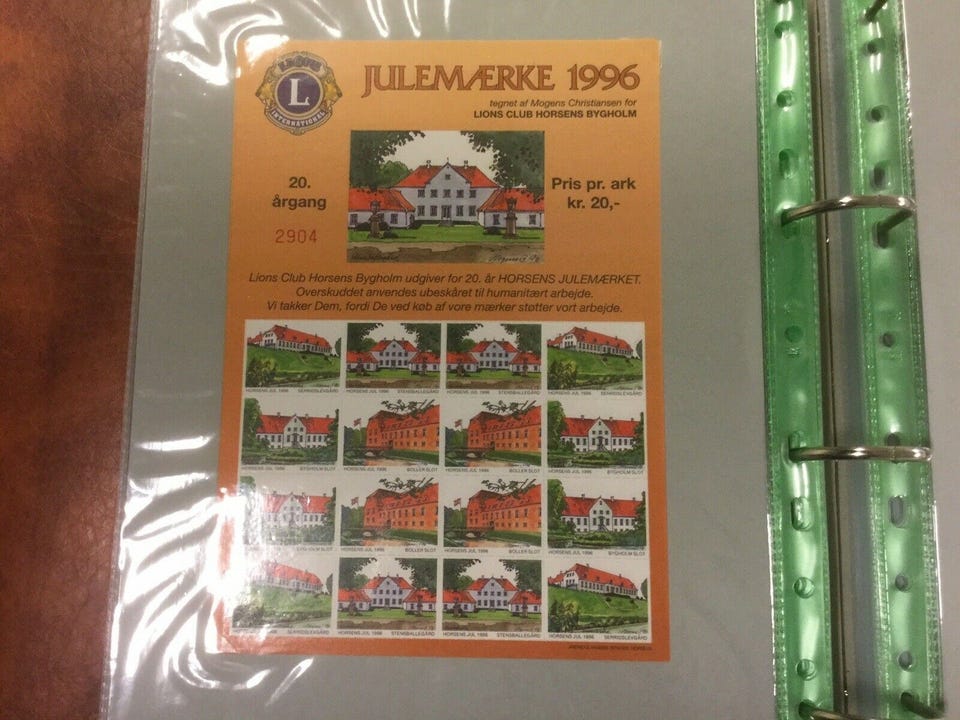 LIONS
L
INTERNATIONAL
JULEMÆRKE 1996
tegnet af Mogens Christiansen for
LIONS CLUB HORSENS BYGHOLM
20.
årgang
2904
Pris pr. ark
kr. 20,-
Lions Club Horsens Bygholm udgiver for 20. år HORSENS JULEMÆRKET.
Overskuddet anvendes ubeskåret til humanitært arbejde.
Vi takker Dem, fordi De ved køb af vore mærker støtter vort arbejde.
HORSENS JUL 1996 SERRIDSLEVGÅRD HORSENS JUL 1996 STENSBALLEGÅRD HORSENS JUL 1996 STENSBALLEGÅRD HORSENS JUL 1996 SERRIDSLEVGÅRD
HORSENS JUL 1996 BYGHOLM SLOT HORSENS JUL 1996 BOLLER SLOT HORSENS JUL 1996 BOLLER SLOT HORSENS JUL 1996 BYGHOLM SLOT
BYGHOLM SLOT HORSENS JUL 1996 BOLLER SLOT HORSENS JUL 1996 BOLLER SLOT HORSENS JUL 1996 BYGHOLM SLOT
SERRIDSLEVGÅRD HORSENS JUL 1996 STENSBALLEGÅRD HORSENS JUL 1996 STENSBALLEGÅRD HORSENS JUL 1996 SERRIDSLEVGÅRD